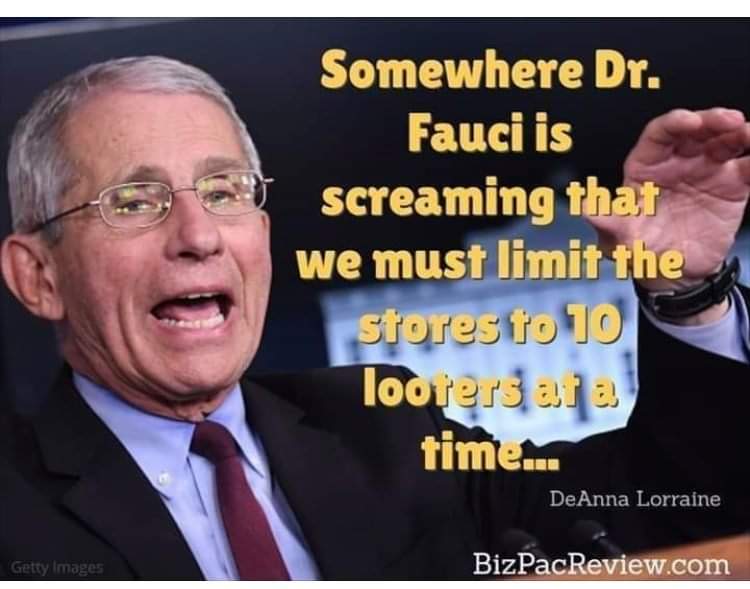 Somewhere Dr.
Fauci is
screaming that
we must limit the
stores to 10
looters at a
time...
DeAnna Lorraine
BizPacReview.com
Getty Images